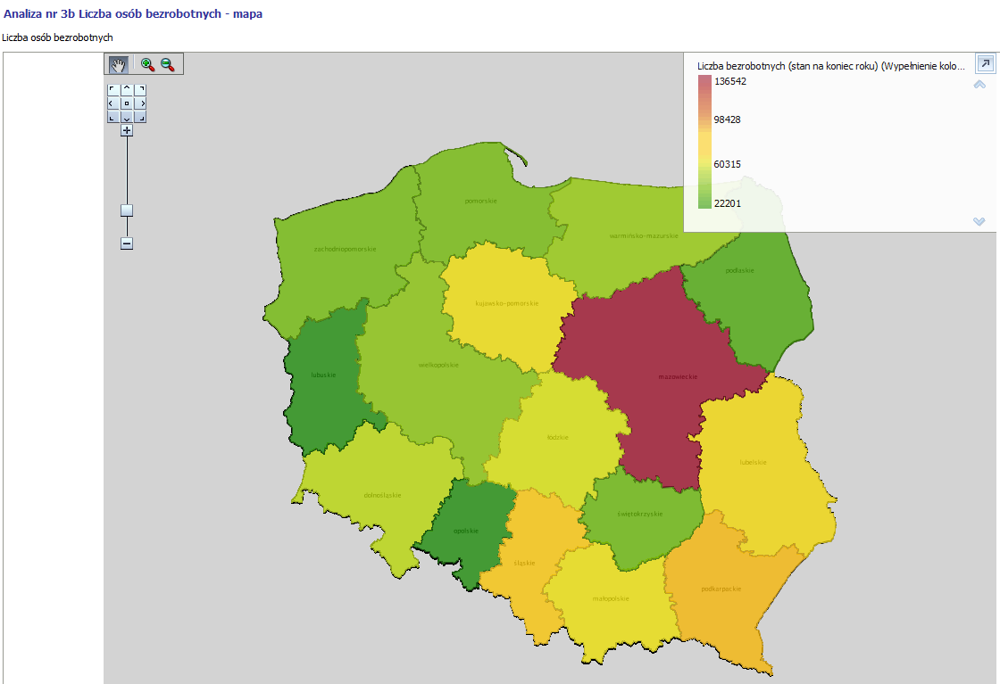 Analiza nr 3b Liczba osób bezrobotnych - mapa
Liczba osób bezrobotnych
Liczba bezrobotnych (stan na koniec roku) (Wypełnienie kolo...
136542
98428
60315
22201
pomorskie
warmińsko-mazurskie
zachodniopomorskie
podlaskie
kujawsko-pomorskie
wielkopolskie
lubuskie
mazowieckie
łódzkie
lubelskie
dolnośląskie
świętokrzyskie
opolskie
śląskie
podkarpackie
małopolskie